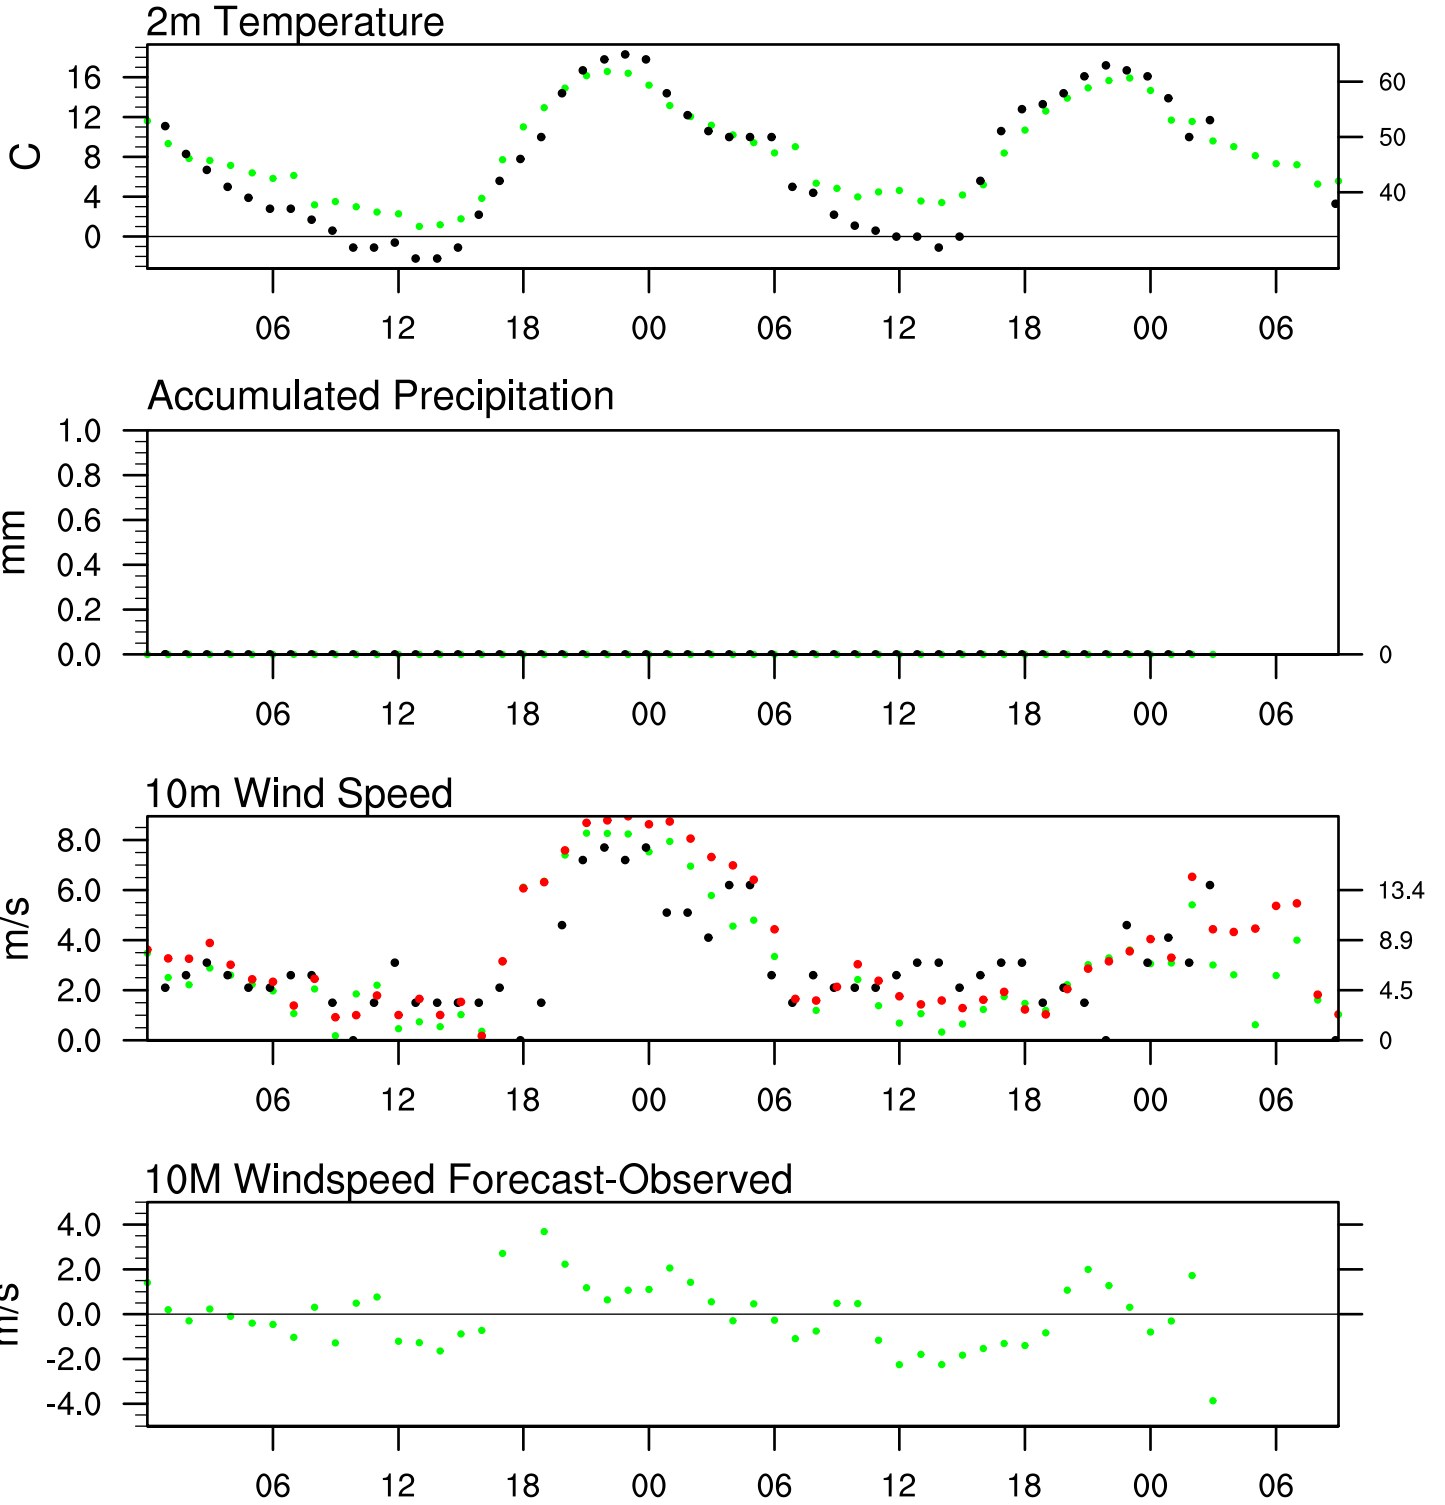 2m Temperature
C
16
12
8
4
0
60
50
40
06 12 18 00 06 12 18 00 06
Accumulated Precipitation
mm
1.0
0.8
0.6
0.4
0.2
0.0
0
06 12 18 00 06 12 18 00 06
10m Wind Speed
m/s
8.0
6.0
4.0
2.0
0.0
13.4
8.9
4.5
0
06 12 18 00 06 12 18 00 06
10M Windspeed Forecast-Observed
m/s
4.0
2.0
0.0
-2.0
-4.0
06 12 18 00 06 12 18 00 06